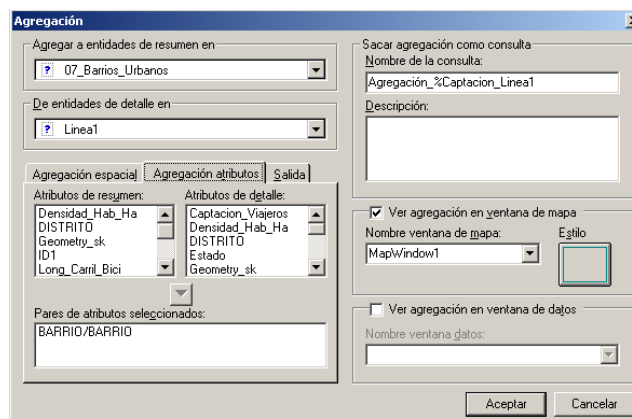 Agregación
Agregar a entidades de resumen en
07_Barrios_Urbanos
De entidades de detalle en
Linea1
Agregación espacial
Agregación atributos
Salida
Atributos de resumen:
Densidad_Hab_Ha
DISTRITO
Geometry_sk
ID1
Long_Carril_Bici
Atributos de detalle:
Captacion_Viajeros
Densidad_Hab_Ha
DISTRITO
Estado
Geometry_sk
Pares de atributos seleccionados:
BARRIO/BARRIO
Sacar agregación como consulta
Nombre de la consulta:
Agregación_%Captacion_Linea1
Descripción:
Ver agregación en ventana de mapa
Nombre ventana de mapa:
Estilo
MapWindow1
Ver agregación en ventana de datos
Nombre ventana datos:
Aceptar
Cancelar